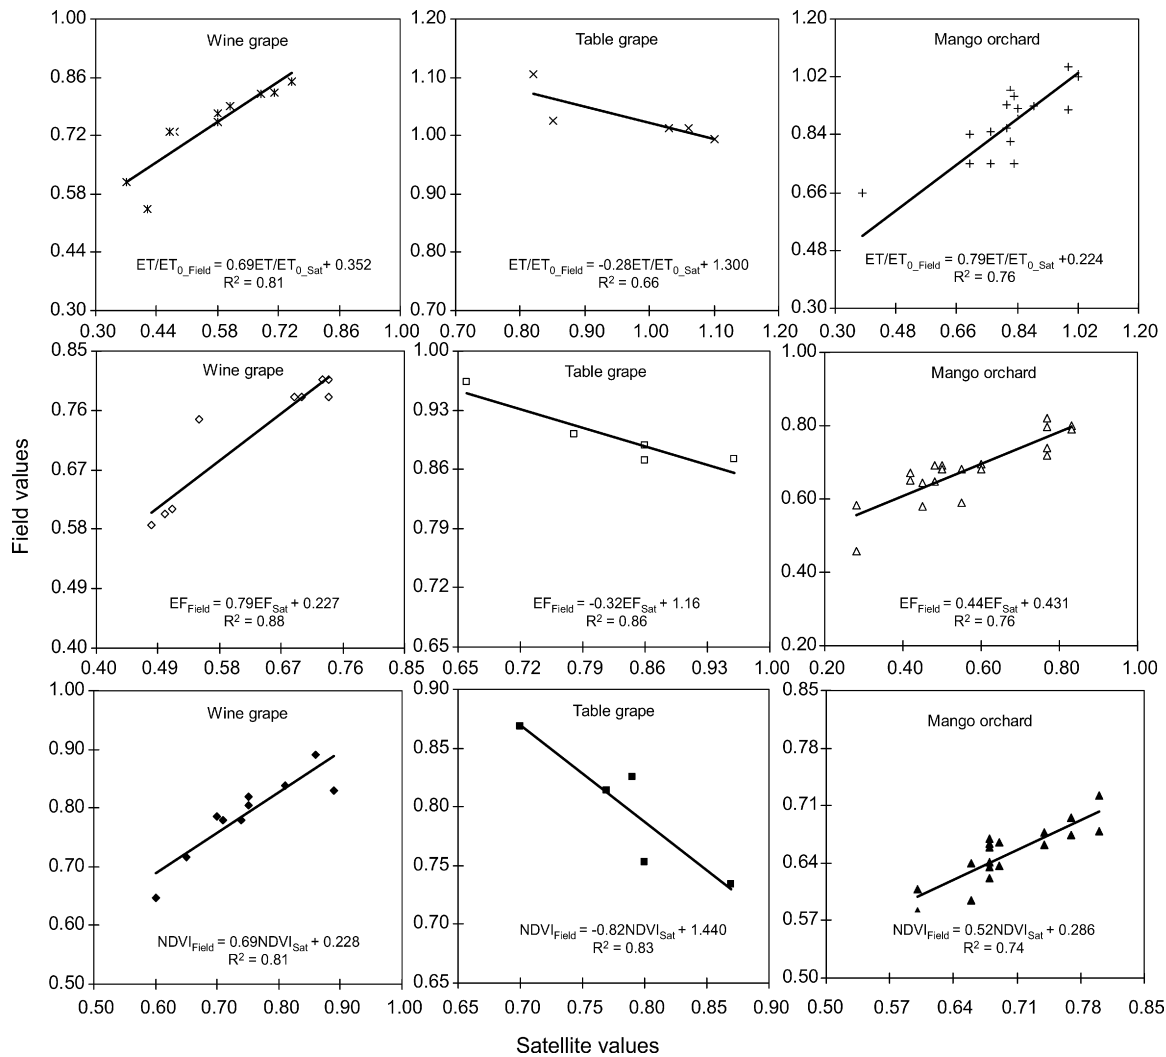 Wine grape
1.00
0.86
0.72
0.58
0.44
0.30
ET/ET0_Field = 0.69ET/ET0_Sat + 0.352
R2 = 0.81
0.30 0.44 0.58 0.72 0.86 1.00
Table grape
1.20
1.10
1.00
0.90
0.80
0.70
ET/ET0_Field = -0.28ET/ET0_Sat + 1.300
R2 = 0.66
0.70 0.80 0.90 1.00 1.10 1.20
Mango orchard
1.20
1.02
0.84
0.66
0.48
0.30
ET/ET0_Field = 0.79ET/ET0_Sat +0.224
R2 = 0.76
0.30 0.48 0.66 0.84 1.02 1.20
Field values
Wine grape
0.85
0.76
0.67
0.58
0.49
0.40
EFField = 0.79EFSat + 0.227
R2 = 0.88
0.40 0.49 0.58 0.67 0.76 0.85
Table grape
1.00
0.93
0.86
0.79
0.72
0.65
EFField = -0.32EFSat + 1.16
R2 = 0.86
0.65 0.72 0.79 0.86 0.93 1.00
Mango orchard
1.00
0.80
0.60
0.40
0.20
EFField = 0.44EFSat + 0.431
R2 = 0.76
0.20 0.40 0.60 0.80 1.00
Wine grape
1.00
0.90
0.80
0.70
0.60
0.50
NDVIField = 0.69NDVISat + 0.228
R2 = 0.81
0.50 0.60 0.70 0.80 0.90 1.00
Table grape
0.90
0.85
0.80
0.75
0.70
0.65
NDVIField = -0.82NDVISat + 1.440
R2 = 0.83
0.65 0.70 0.75 0.80 0.85 0.90
Mango orchard
0.85
0.78
0.71
0.64
0.57
0.50
NDVIField = 0.52NDVISat + 0.286
R2 = 0.74
0.50 0.57 0.64 0.71 0.78 0.85
Satellite values